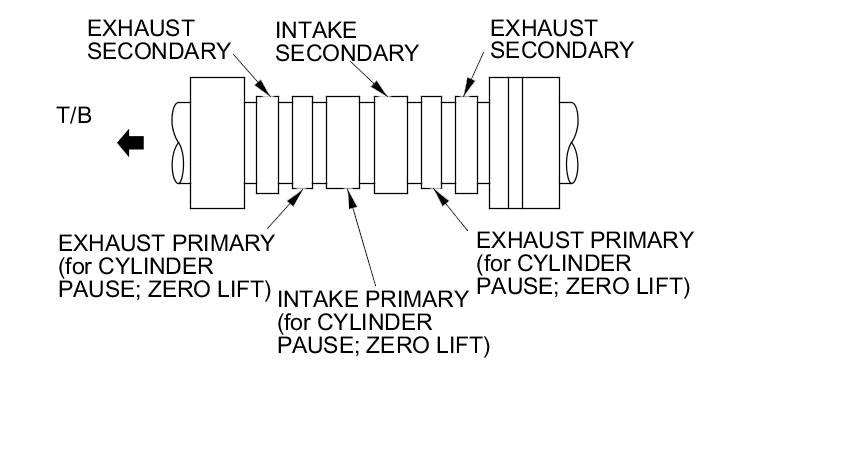 EXHAUST
SECONDARY
INTAKE
SECONDARY
EXHAUST
SECONDARY
T/B
EXHAUST PRIMARY
(for CYLINDER
PAUSE; ZERO LIFT)
INTAKE PRIMARY
(for CYLINDER
PAUSE; ZERO LIFT)
EXHAUST PRIMARY
(for CYLINDER
PAUSE; ZERO LIFT)